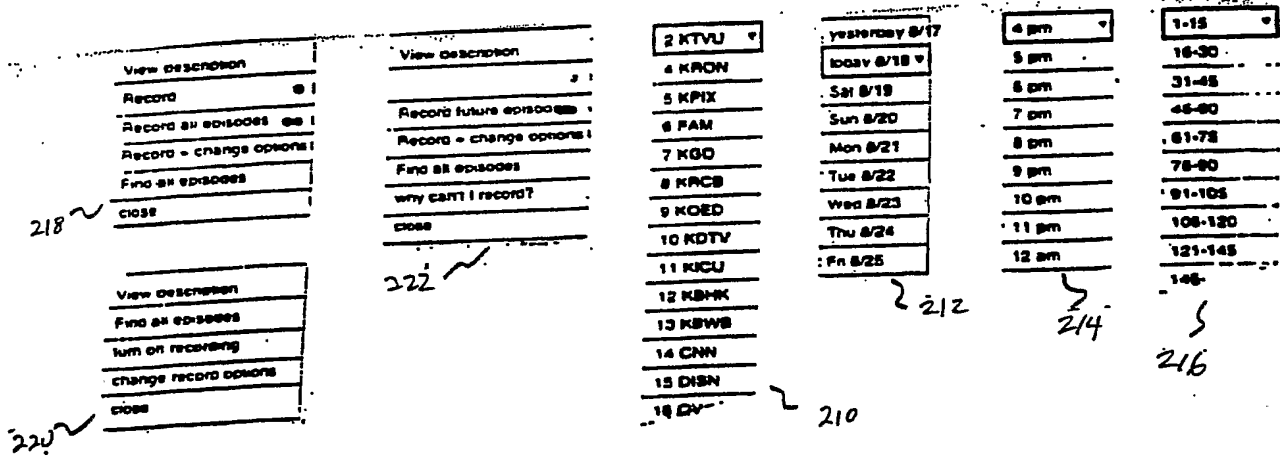 View Description
Record
Record all episodes
Record + change options
Find all episodes
close
218
View Description
Record future episodes
Record + change options
Find all episodes
why can't I record?
close
222
View Description
Find all episodes
turn on recording
change record options
close
220
2 KTVU
4 KRON
5 KPIX
6 FAM
7 KGO
8 KRCB
9 KQED
10 KDTV
11 KICU
12 KBHK
13 KBWB
14 CNN
15 DISN
16
210
yesterday 8/17
today 8/18
Sat 8/19
Sun 8/20
Mon 8/21
Tue 8/22
Wed 8/23
Thu 8/24
Fri 8/25
212
4 pm
5 pm
6 pm
7 pm
8 pm
9 pm
10 pm
11 pm
12 am
214
1-15
16-30
31-45
46-60
61-75
76-90
91-105
106-120
121-145
146-
216